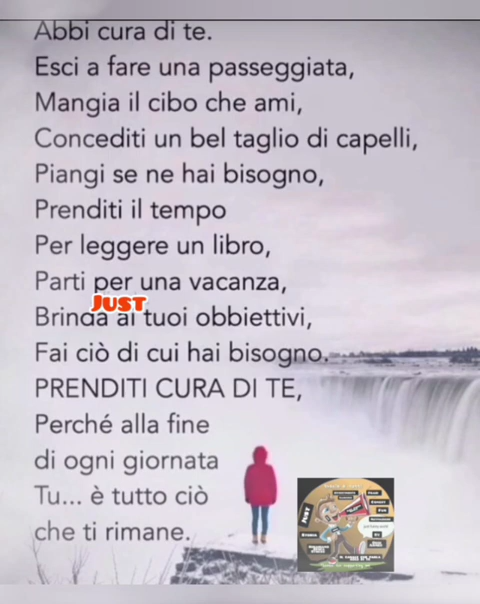 Abbi cura di te.
Esci a fare una passeggiata,
Mangia il cibo che ami,
Concediti un bel taglio di capelli,
Piangi se ne hai bisogno,
Prenditi il tempo
Per leggere un libro,
Parti per una vacanza,
JUST
Brinda ai tuoi obbiettivi,
Fai ciò di cui hai bisogno.
PRENDITI CURA DI TE,
Perché alla fine
di ogni giornata
Tu... è tutto ciò
che ti rimane.
JUST